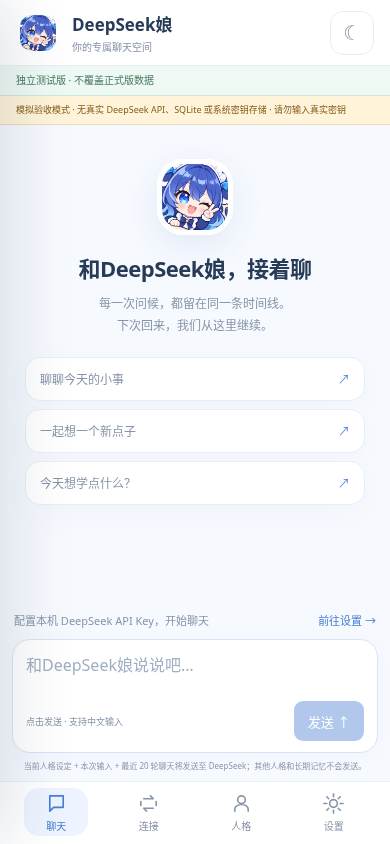 DeepSeek娘
你的专属聊天空间
独立测试版 · 不覆盖正式版数据
模拟验收模式 · 无真实 DeepSeek API、SQLite 或系统密钥存储 · 请勿输入真实密钥
和DeepSeek娘，接着聊
每一次问候，都留在同一条时间线。
下次回来，我们从这里继续。
聊聊今天的小事 ↗
一起想一个新点子 ↗
今天想学点什么？ ↗
配置本机 DeepSeek API Key，开始聊天 前往设置 →
和DeepSeek娘说说吧...
点击发送 · 支持中文输入 发送 ↑
当前人格设定 + 本次输入 + 最近 20 轮聊天将发送至 DeepSeek；其他人格和长期记忆不会发送。
聊天 连接 人格 设置